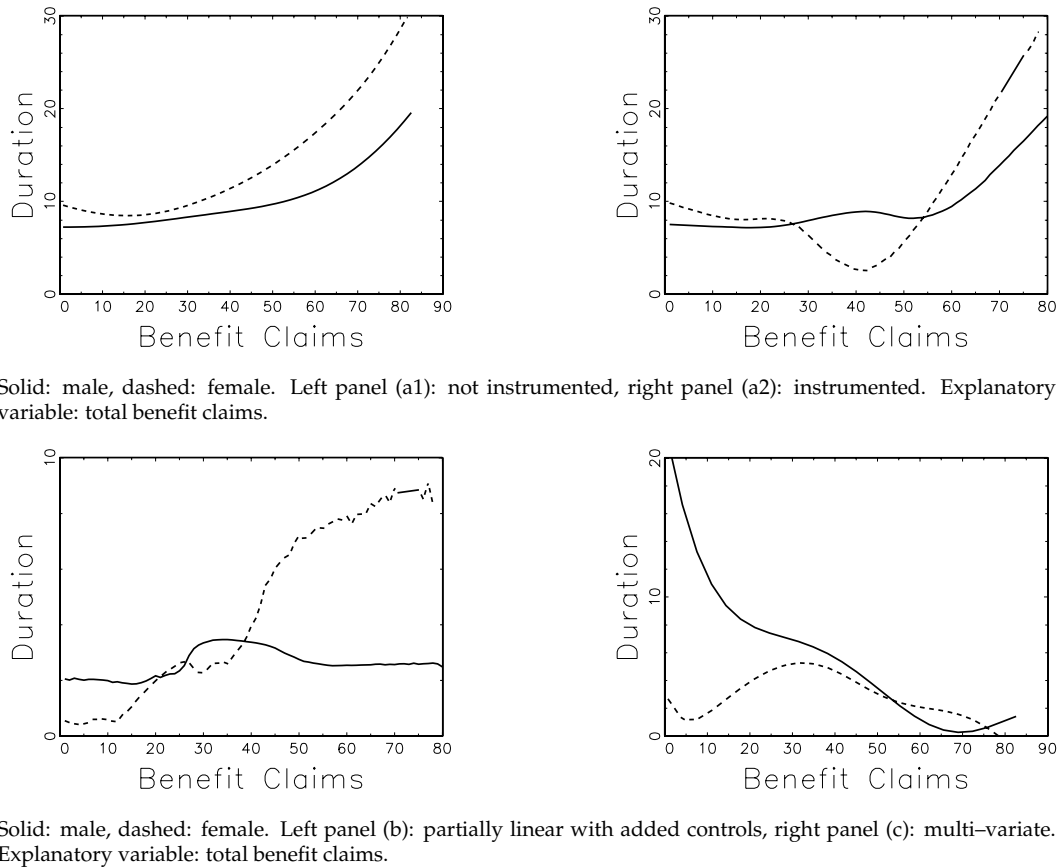 30
20
10
0
Duration
0 10 20 30 40 50 60 70 80 90
Benefit Claims
30
20
10
0
Duration
0 10 20 30 40 50 60 70 80
Benefit Claims
Solid: male, dashed: female. Left panel (a1): not instrumented, right panel (a2): instrumented. Explanatory
variable: total benefit claims.
10
0
Duration
0 10 20 30 40 50 60 70 80
Benefit Claims
20
10
0
Duration
0 10 20 30 40 50 60 70 80 90
Benefit Claims
Solid: male, dashed: female. Left panel (b): partially linear with added controls, right panel (c): multi–variate.
Explanatory variable: total benefit claims.